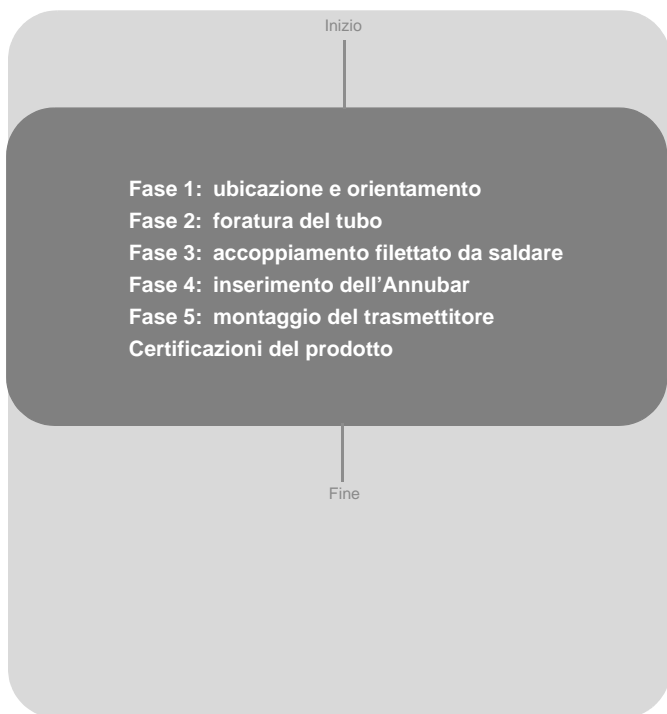 Inizio
Fase 1: ubicazione e orientamento
Fase 2: foratura del tubo
Fase 3: accoppiamento filettato da saldare
Fase 4: inserimento dell’Annubar
Fase 5: montaggio del trasmettitore
Certificazioni del prodotto
Fine